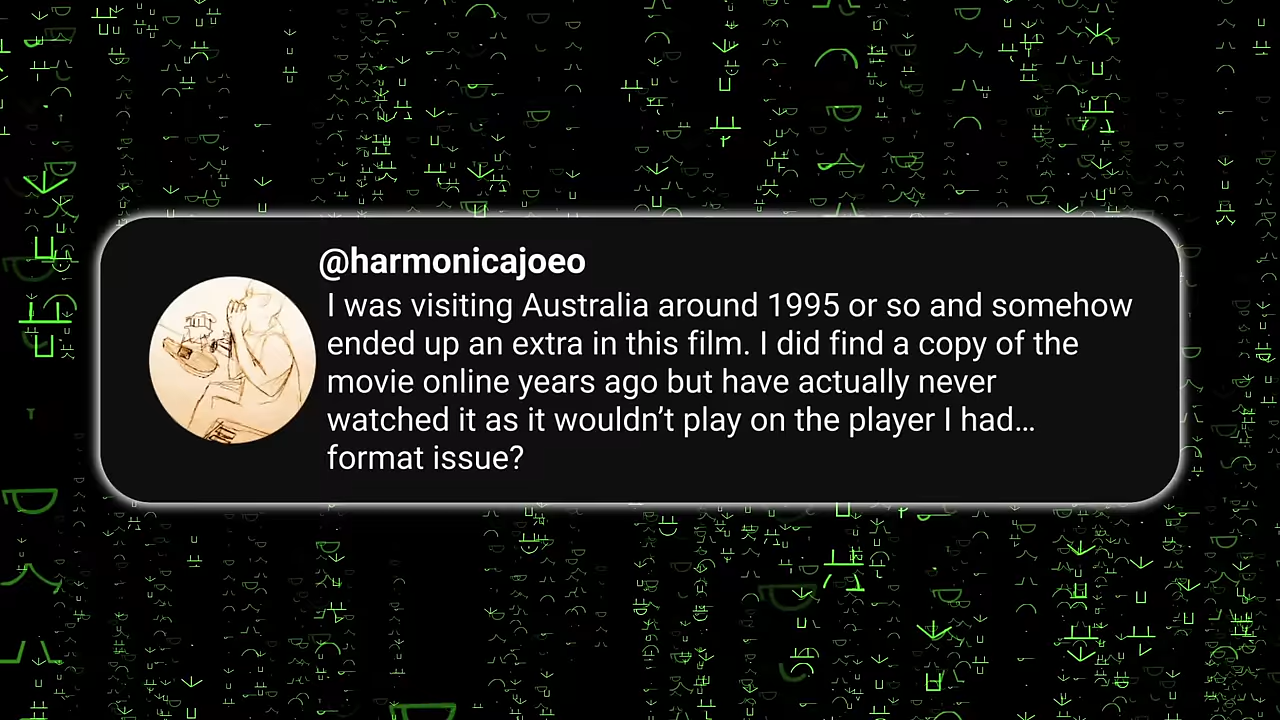 @harmonicajoeo
I was visiting Australia around 1995 or so and somehow
ended up an extra in this film. I did find a copy of the
movie online years ago but have actually never
watched it as it wouldn’t play on the player I had...
format issue?